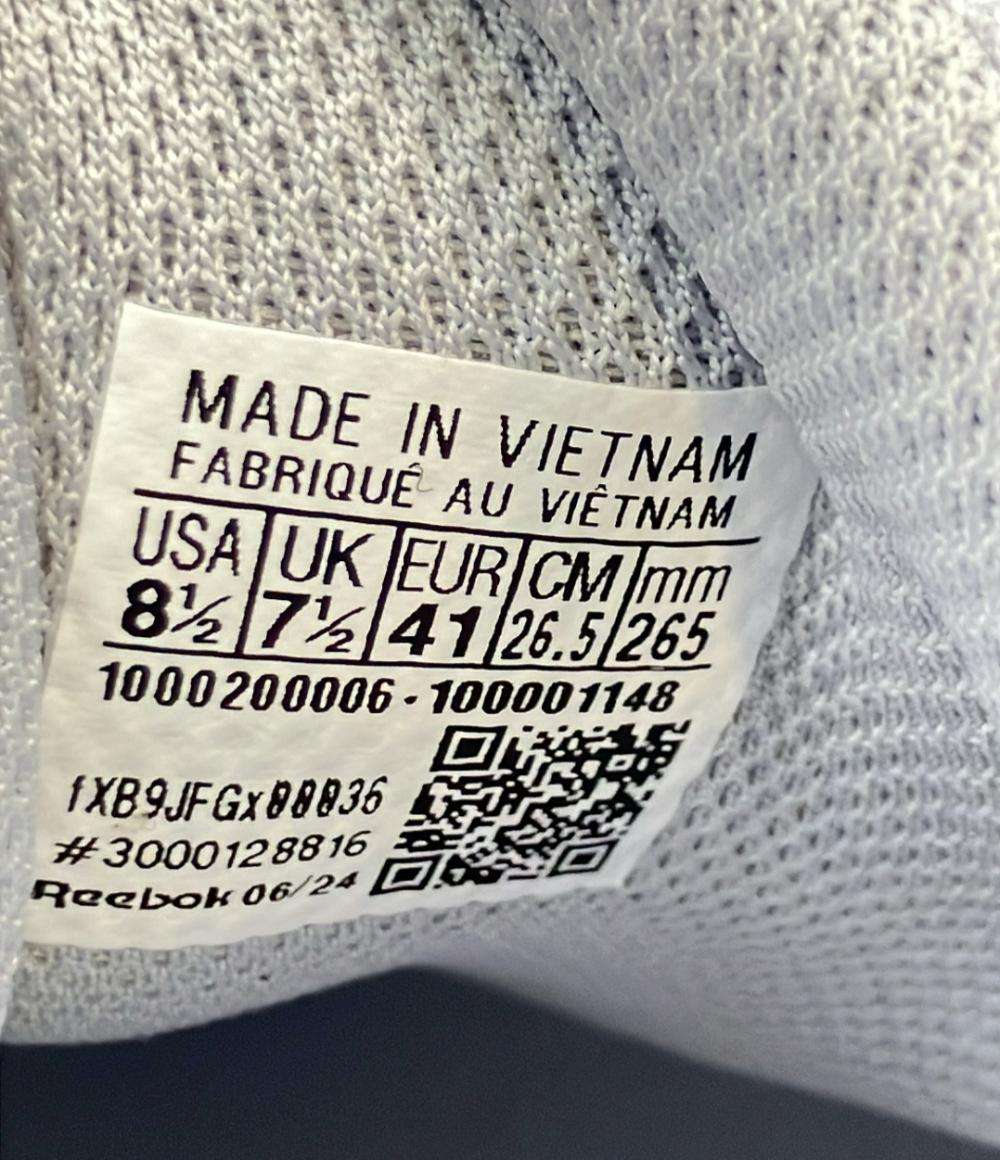 MADE IN VIETNAM
FABRIQUÉ AU VIÊTNAM
USA UK EUR CM mm
8½ 7½ 41 26.5 265
1000200006 - 100001148
#3000128816
Reebok 06/24